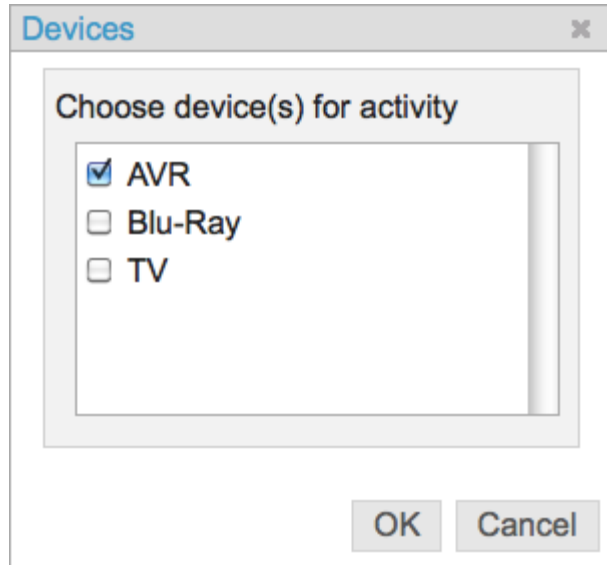 Devices
Choose device(s) for activity
AVR
Blu-Ray
TV
OK Cancel